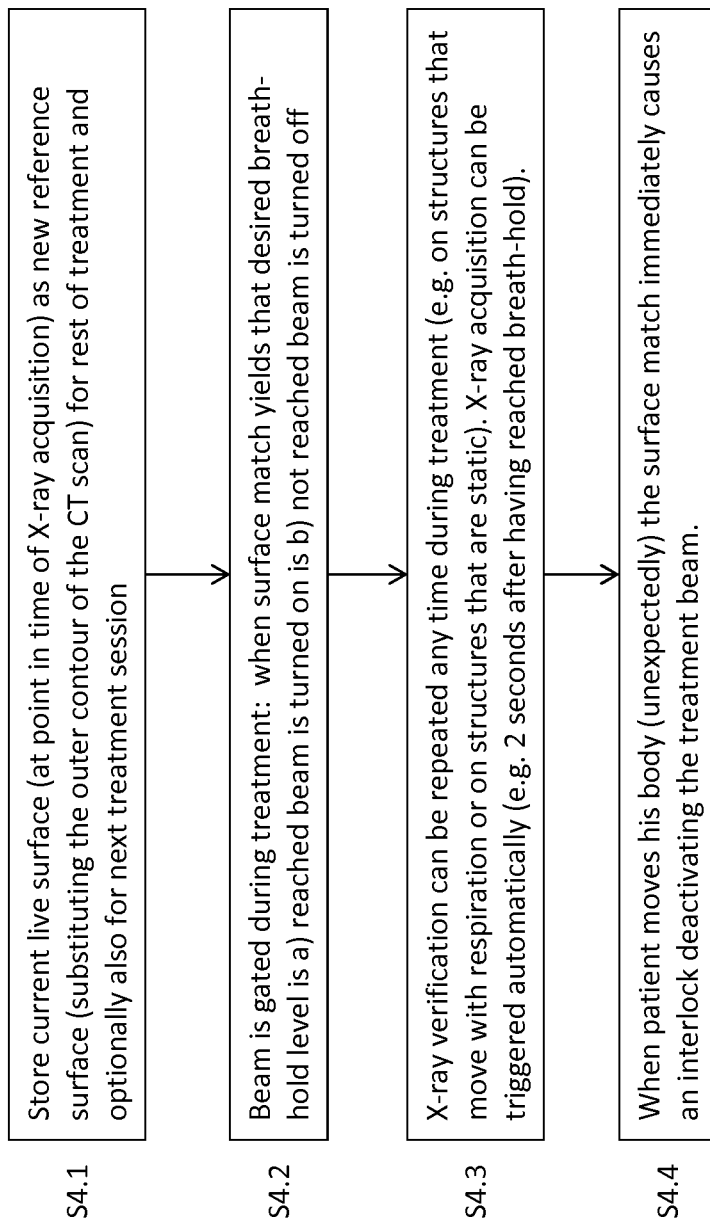 S4.1
Store current live surface (at point in time of X-ray acquisition) as new reference
surface (substituting the outer contour of the CT scan) for rest of treatment and
optionally also for next treatment session
S4.2
Beam is gated during treatment:  when surface match yields that desired breath-
hold level is a) reached beam is turned on is b) not reached beam is turned off
S4.3
X-ray verification can be repeated any time during treatment (e.g. on structures that
move with respiration or on structures that are static). X-ray acquisition can be
triggered automatically (e.g. 2 seconds after having reached breath-hold).
S4.4
When patient moves his body (unexpectedly) the surface match immediately causes
an interlock deactivating the treatment beam.